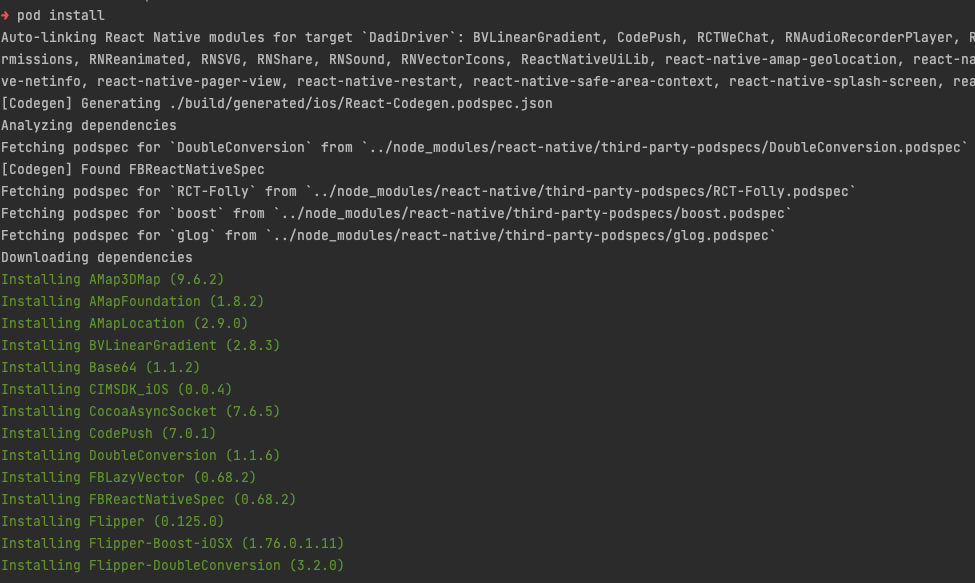 → pod install
Auto-linking React Native modules for target `DadiDriver`: BVLinearGradient, CodePush, RCTWeChat, RNAudioRecorderPlayer, R
rmissions, RNReanimated, RNSVG, RNShare, RNSound, RNVectorIcons, ReactNativeUiLib, react-native-amap-geolocation, react-na
ve-netinfo, react-native-pager-view, react-native-restart, react-native-safe-area-context, react-native-splash-screen, rea
[Codegen] Generating ./build/generated/ios/React-Codegen.podspec.json
Analyzing dependencies
Fetching podspec for `DoubleConversion` from `../node_modules/react-native/third-party-podspecs/DoubleConversion.podspec`
[Codegen] Found FBReactNativeSpec
Fetching podspec for `RCT-Folly` from `../node_modules/react-native/third-party-podspecs/RCT-Folly.podspec`
Fetching podspec for `boost` from `../node_modules/react-native/third-party-podspecs/boost.podspec`
Fetching podspec for `glog` from `../node_modules/react-native/third-party-podspecs/glog.podspec`
Downloading dependencies
Installing AMap3DMap (9.6.2)
Installing AMapFoundation (1.8.2)
Installing AMapLocation (2.9.0)
Installing BVLinearGradient (2.8.3)
Installing Base64 (1.1.2)
Installing CIMSDK_iOS (0.0.4)
Installing CocoaAsyncSocket (7.6.5)
Installing CodePush (7.0.1)
Installing DoubleConversion (1.1.6)
Installing FBLazyVector (0.68.2)
Installing FBReactNativeSpec (0.68.2)
Installing Flipper (0.125.0)
Installing Flipper-Boost-iOSX (1.76.0.1.11)
Installing Flipper-DoubleConversion (3.2.0)